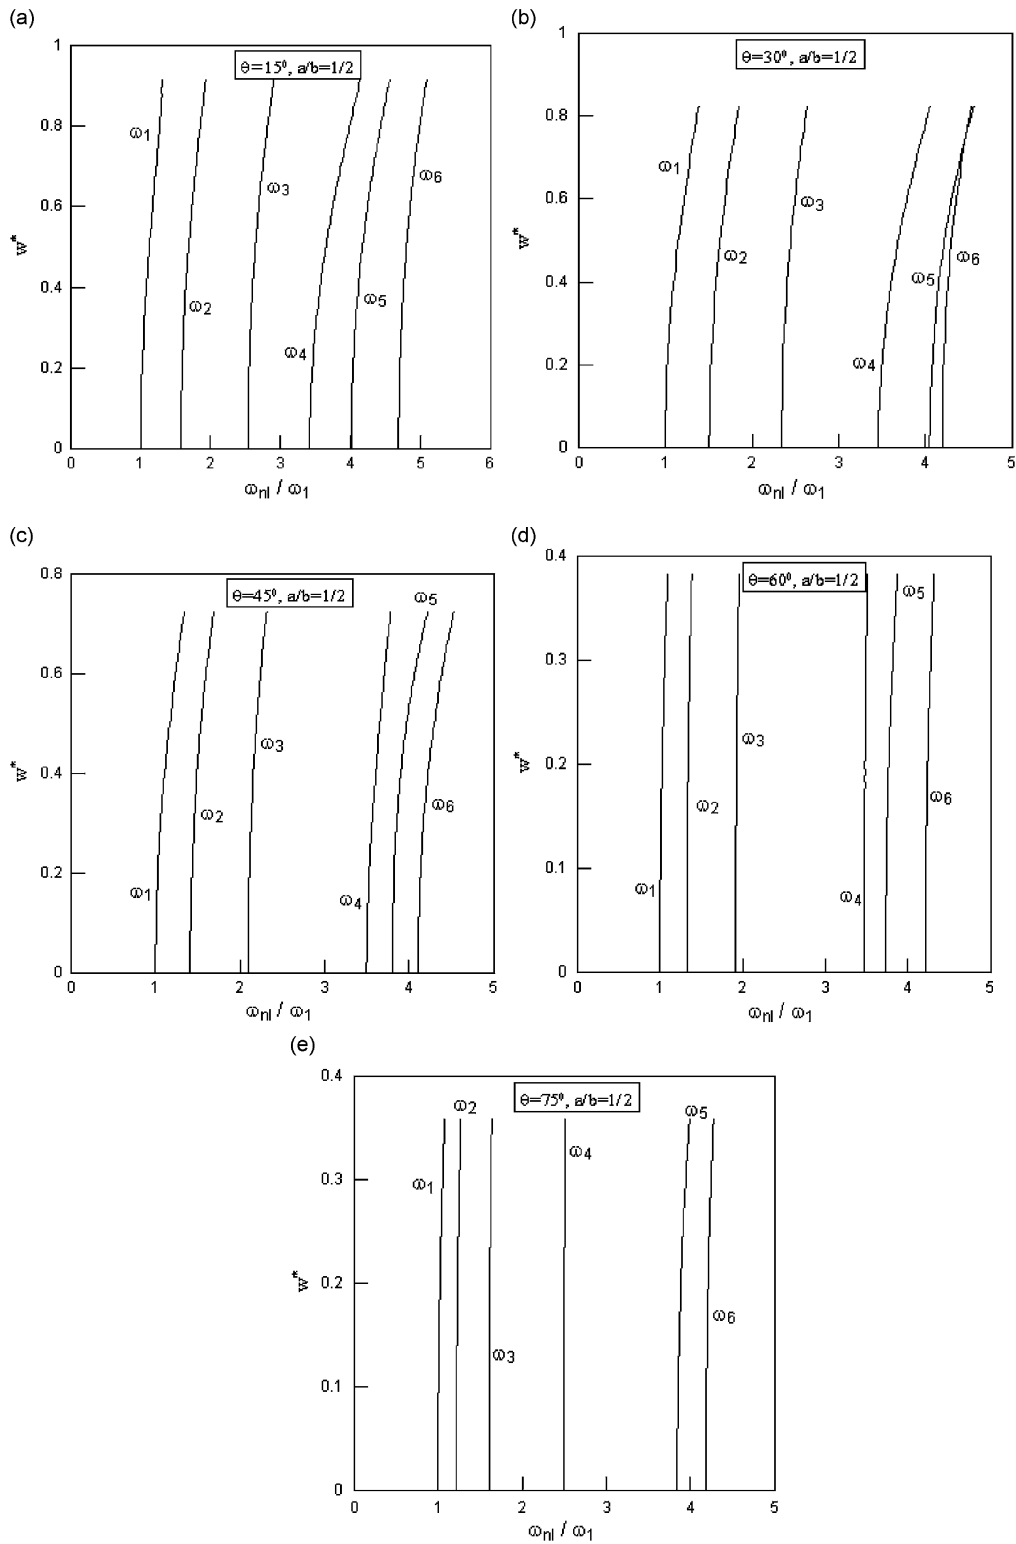 (a)
θ=15⁰, a/b=1/2
1
0.8
0.6
0.4
0.2
0
w*
ω1
ω2
ω3
ω4
ω5
ω6
0 1 2 3 4 5 6
ωnl / ω1
(b)
θ=30⁰, a/b=1/2
1
0.8
0.6
0.4
0.2
0
w*
ω1
ω2
ω3
ω4
ω5
ω6
0 1 2 3 4 5
ωnl / ω1
(c)
θ=45⁰, a/b=1/2
0.8
0.6
0.4
0.2
0
w*
ω1
ω2
ω3
ω4
ω5
ω6
0 1 2 3 4 5
ωnl / ω1
(d)
θ=60⁰, a/b=1/2
0.4
0.3
0.2
0.1
0
w*
ω1
ω2
ω3
ω4
ω5
ω6
0 1 2 3 4 5
ωnl / ω1
(e)
θ=75⁰, a/b=1/2
0.4
0.3
0.2
0.1
0
w*
ω1
ω2
ω3
ω4
ω5
ω6
0 1 2 3 4 5
ωnl / ω1